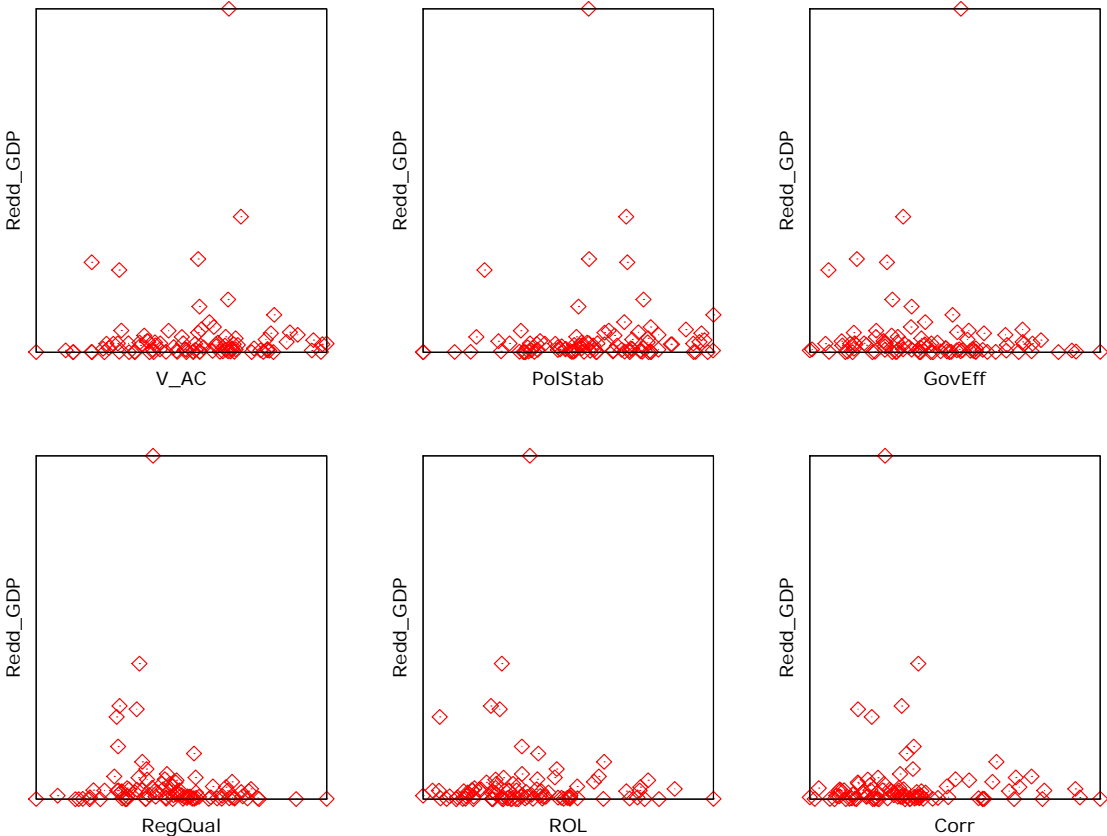 Redd_GDP
V_AC
Redd_GDP
PolStab
Redd_GDP
GovEff
Redd_GDP
RegQual
Redd_GDP
ROL
Redd_GDP
Corr